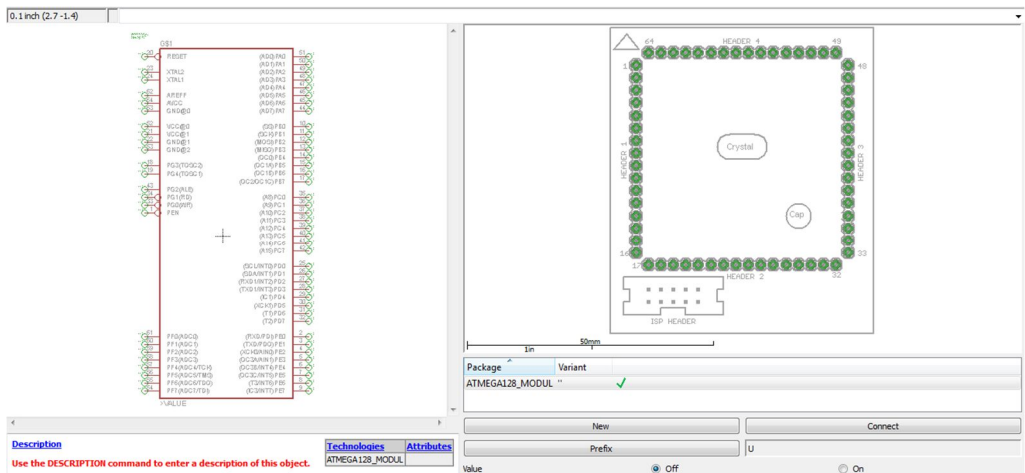 0.1 inch (2.7 -1.4)
G$1
RESET
XTAL2
XTAL1
AREFF
AVCC
GND@0
VCC@0
VCC@1
GND@1
GND@2
PG3(TOSC2)
PG4(TOSC1)
PG2(ALE)
PG1(RD)
PG0(WR)
PEN
PF0(ADC0)
PF1(ADC1)
PF2(ADC2)
PF3(ADC3)
PF4(ADC4/TCK)
PF5(ADC5/TMS)
PF6(ADC6/TDO)
PF7(ADC7/TDI)
>VALUE
(AD0)PA0
(AD1)PA1
(AD2)PA2
(AD3)PA3
(AD4)PA4
(AD5)PA5
(AD6)PA6
(AD7)PA7
(SS)PB0
(SCK)PB1
(MOSI)PB2
(MISO)PB3
(OC0)PB4
(OC1A)PB5
(OC1B)PB6
(OC2/OC1C)PB7
(A8)PC0
(A9)PC1
(A10)PC2
(A11)PC3
(A12)PC4
(A13)PC5
(A14)PC6
(A15)PC7
(SCL/INT0)PD0
(SDA/INT1)PD1
(RXD1/INT2)PD2
(TXD1/INT3)PD3
(IC1)PD4
(XCK1)PD5
(T1)PD6
(T2)PD7
(RXD/PDI)PE0
(TXD/PDO)PE1
(XCK0/AIN0)PE2
(OC3A/AIN1)PE3
(OC3B/INT4)PE4
(OC3C/INT5)PE5
(T3/INT6)PE6
(IC3/INT7)PE7
64 HEADER 4 49
1 48
HEADER 1
Crystal
HEADER 3
Cap
16 33
17 HEADER 2 32
ISP HEADER
50mm
1in
Package Variant
ATMEGA128_MODUL ''
New Connect
Prefix U
Value Off On
Description
Technologies Attributes
ATMEGA128_MODUL
Use the DESCRIPTION command to enter a description of this object.